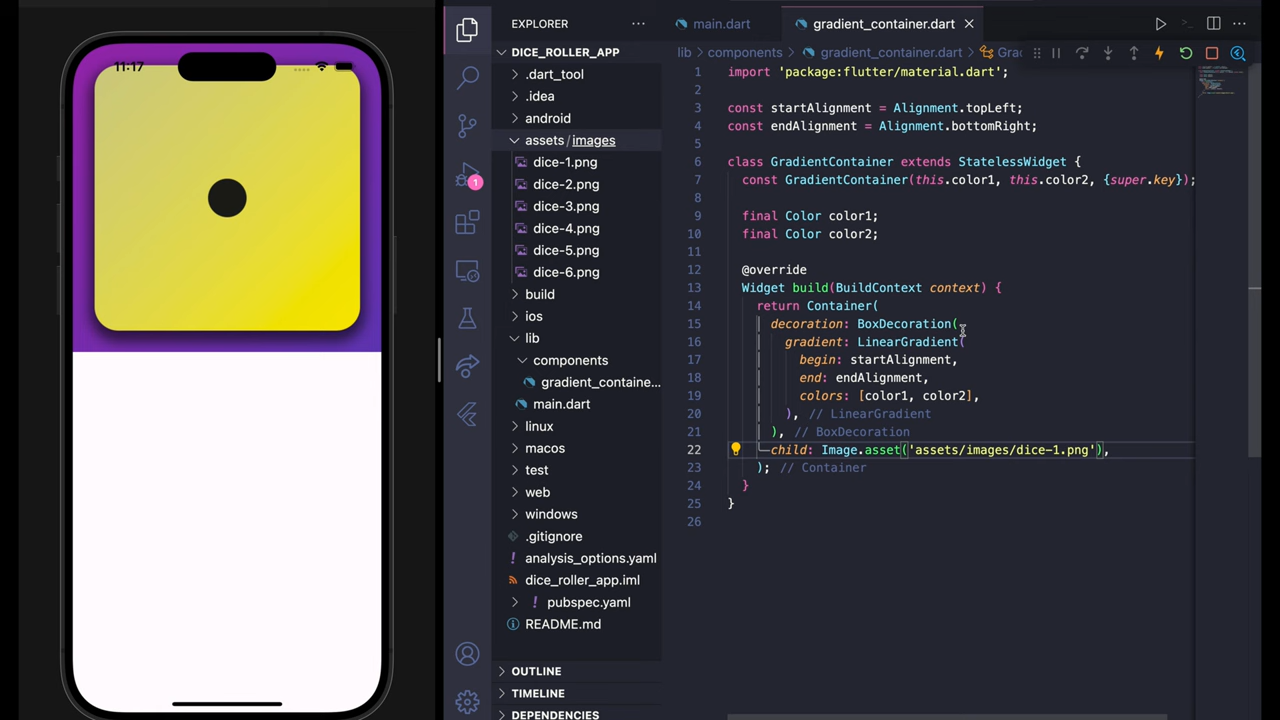 11:17
EXPLORER
DICE_ROLLER_APP
.dart_tool
.idea
android
assets/images
dice-1.png
dice-2.png
dice-3.png
dice-4.png
dice-5.png
dice-6.png
build
ios
lib
components
gradient_containe...
main.dart
linux
macos
test
web
windows
.gitignore
! analysis_options.yaml
dice_roller_app.iml
! pubspec.yaml
README.md
OUTLINE
TIMELINE
DEPENDENCIES
1
main.dart
gradient_container.dart
lib > components > gradient_container.dart > Grac
1 import 'package:flutter/material.dart';
2
3 const startAlignment = Alignment.topLeft;
4 const endAlignment = Alignment.bottomRight;
5
6 class GradientContainer extends StatelessWidget {
7 const GradientContainer(this.color1, this.color2, {super.key});
8
9 final Color color1;
10 final Color color2;
11
12 @override
13 Widget build(BuildContext context) {
14 return Container(
15 decoration: BoxDecoration(
16 gradient: LinearGradient(
17 begin: startAlignment,
18 end: endAlignment,
19 colors: [color1, color2],
20 ), // LinearGradient
21 ), // BoxDecoration
22 child: Image.asset('assets/images/dice-1.png'),
23 ); // Container
24 }
25 }
26